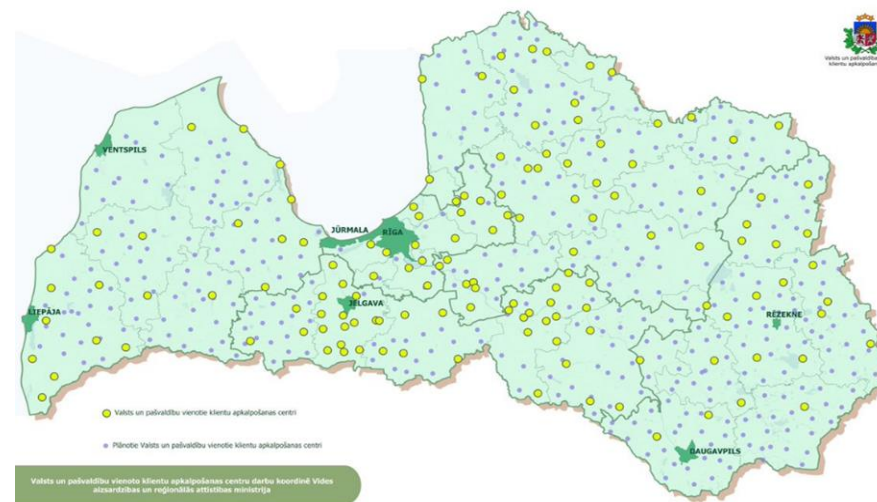 Valsts un pašvaldību
klientu apkalpošan
VENTSPILS
JŪRMALA
RĪGA
JELGAVA
LIEPĀJA
RĒZEKNE
DAUGAVPILS
Valsts un pašvaldību vienotie klientu apkalpošanas centri
Plānotie Valsts un pašvaldību vienotie klientu apkalpošanas centri
Valsts un pašvaldību vienoto klientu apkalpošanas centru darbu koordinē Vides
aizsardzības un reģionālās attīstības ministrija